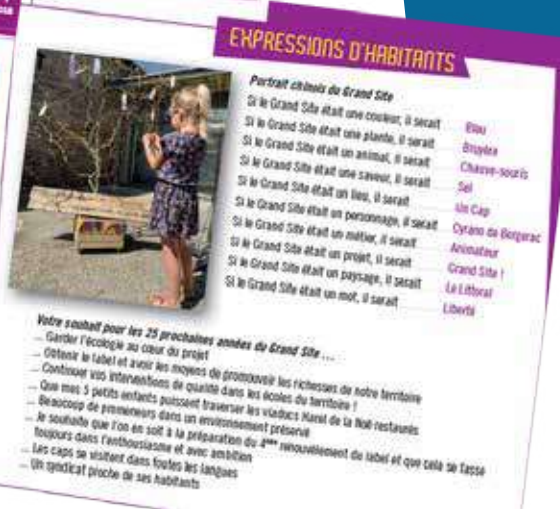 EXPRESSIONS D'HABITANTS
Portrait chinois du Grand Site
Si le Grand Site était une couleur, il serait Bleu
Si le Grand Site était une plante, il serait Bruyère
Si le Grand Site était un animal, il serait Chauve-souris
Si le Grand Site était une saveur, il serait Sel
Si le Grand Site était un lieu, il serait Un Cap
Si le Grand Site était un personnage, il serait Cyrano de Bergerac
Si le Grand Site était un métier, il serait Animateur
Si le Grand Site était un projet, il serait Grand Site !
Si le Grand Site était un paysage, il serait Le Littoral
Si le Grand Site était un mot, il serait Liberté
Votre souhait pour les 25 prochaines années du Grand Site ...
... Garder l'écologie au cœur du projet
... Obtenir le label et avoir les moyens de promouvoir les richesses de notre territoire
... Continuer vos interventions de qualité dans les écoles du territoire !
... Que mes 5 petits enfants puissent traverser les viaducs Harel de la Noë restaurés
... Beaucoup de promeneurs dans un environnement préservé
... Je souhaite que l'on en soit à la préparation du 4ème renouvellement du label et que cela se fasse
toujours dans l'enthousiasme et avec ambition
... Les caps se visitent dans toutes les langues
... Un syndicat proche de ses habitants